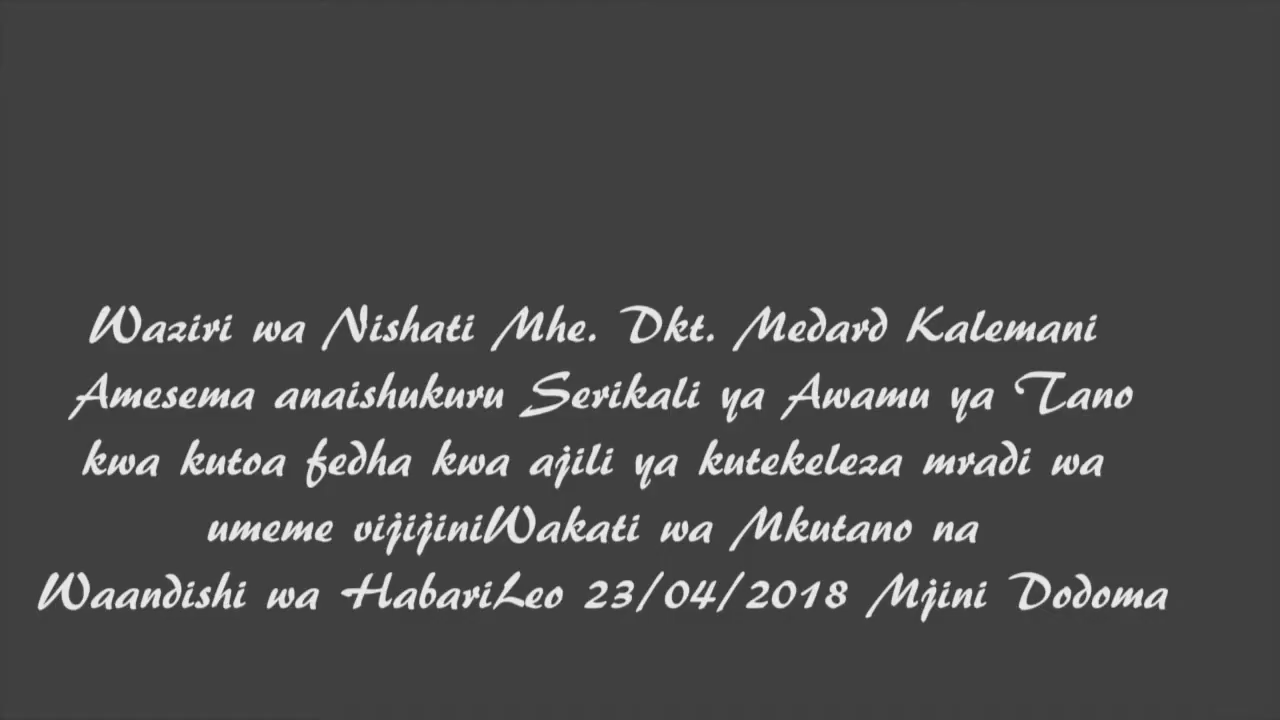 Waziri wa Nishati Mhe. Dkt. Medard Kalemani
Amesema anaishukuru Serikali ya Awamu ya Tano
kwa kutoa fedha kwa ajili ya kutekeleza mradi wa
umeme vijijiniWakati wa Mkutano na
Waandishi wa HabariLeo 23/04/2018 Mjini Dodoma